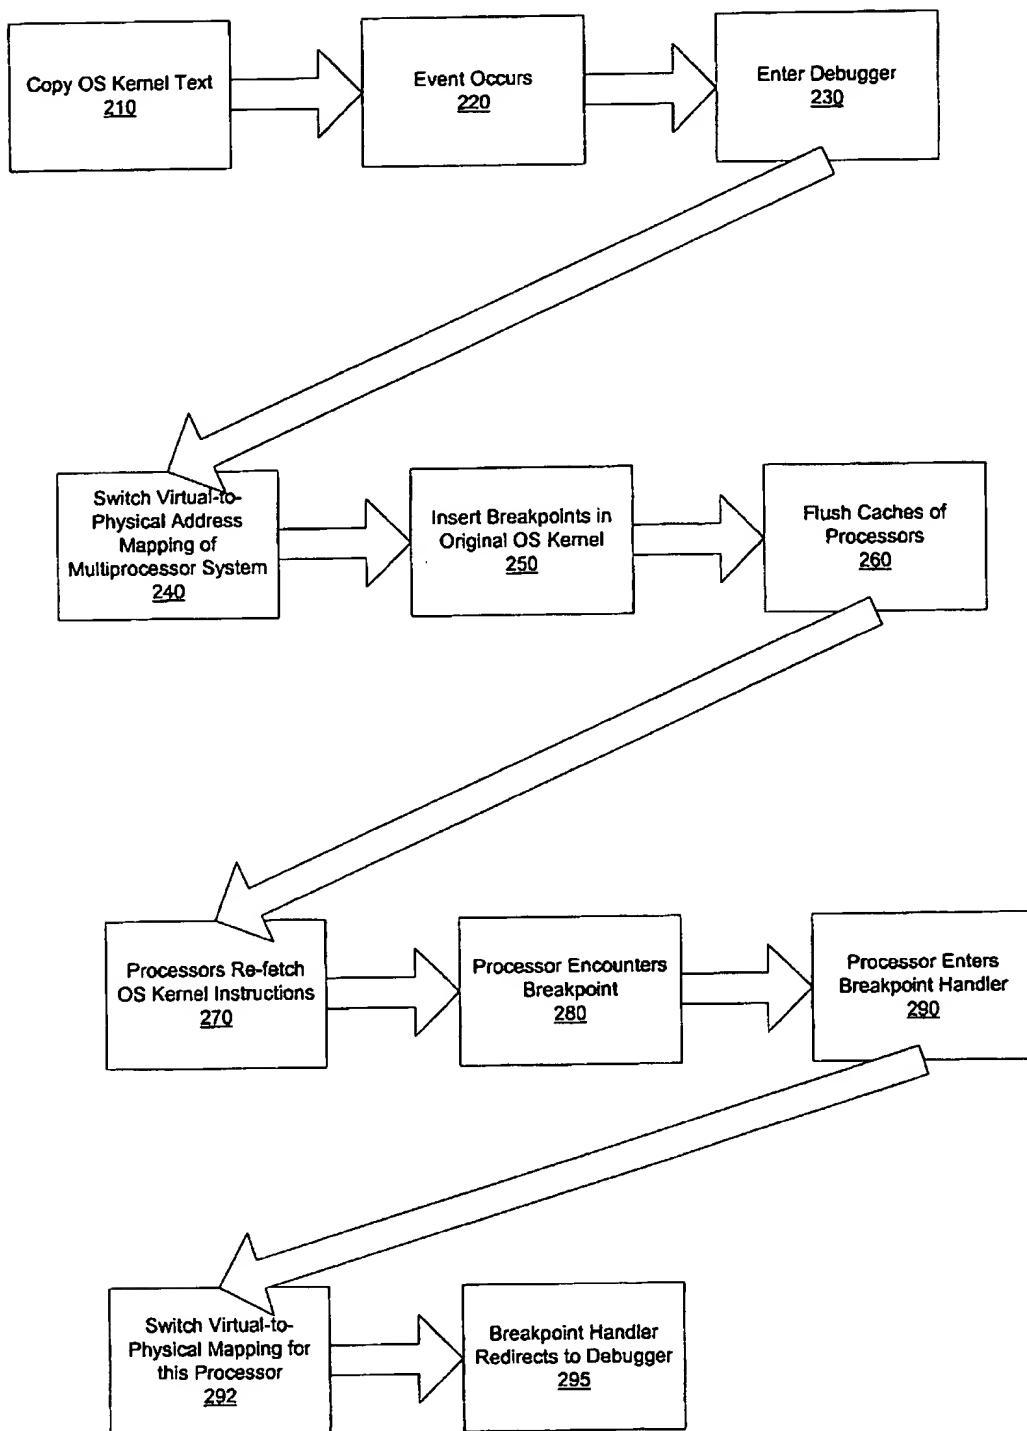 Copy OS Kernel Text
210
Event Occurs
220
Enter Debugger
230
Switch Virtual-to-
Physical Address
Mapping of
Multiprocessor System
240
Insert Breakpoints in
Original OS Kernel
250
Flush Caches of
Processors
260
Processors Re-fetch
OS Kernel Instructions
270
Processor Encounters
Breakpoint
280
Processor Enters
Breakpoint Handler
290
Switch Virtual-to-
Physical Mapping for
this Processor
292
Breakpoint Handler
Redirects to Debugger
295